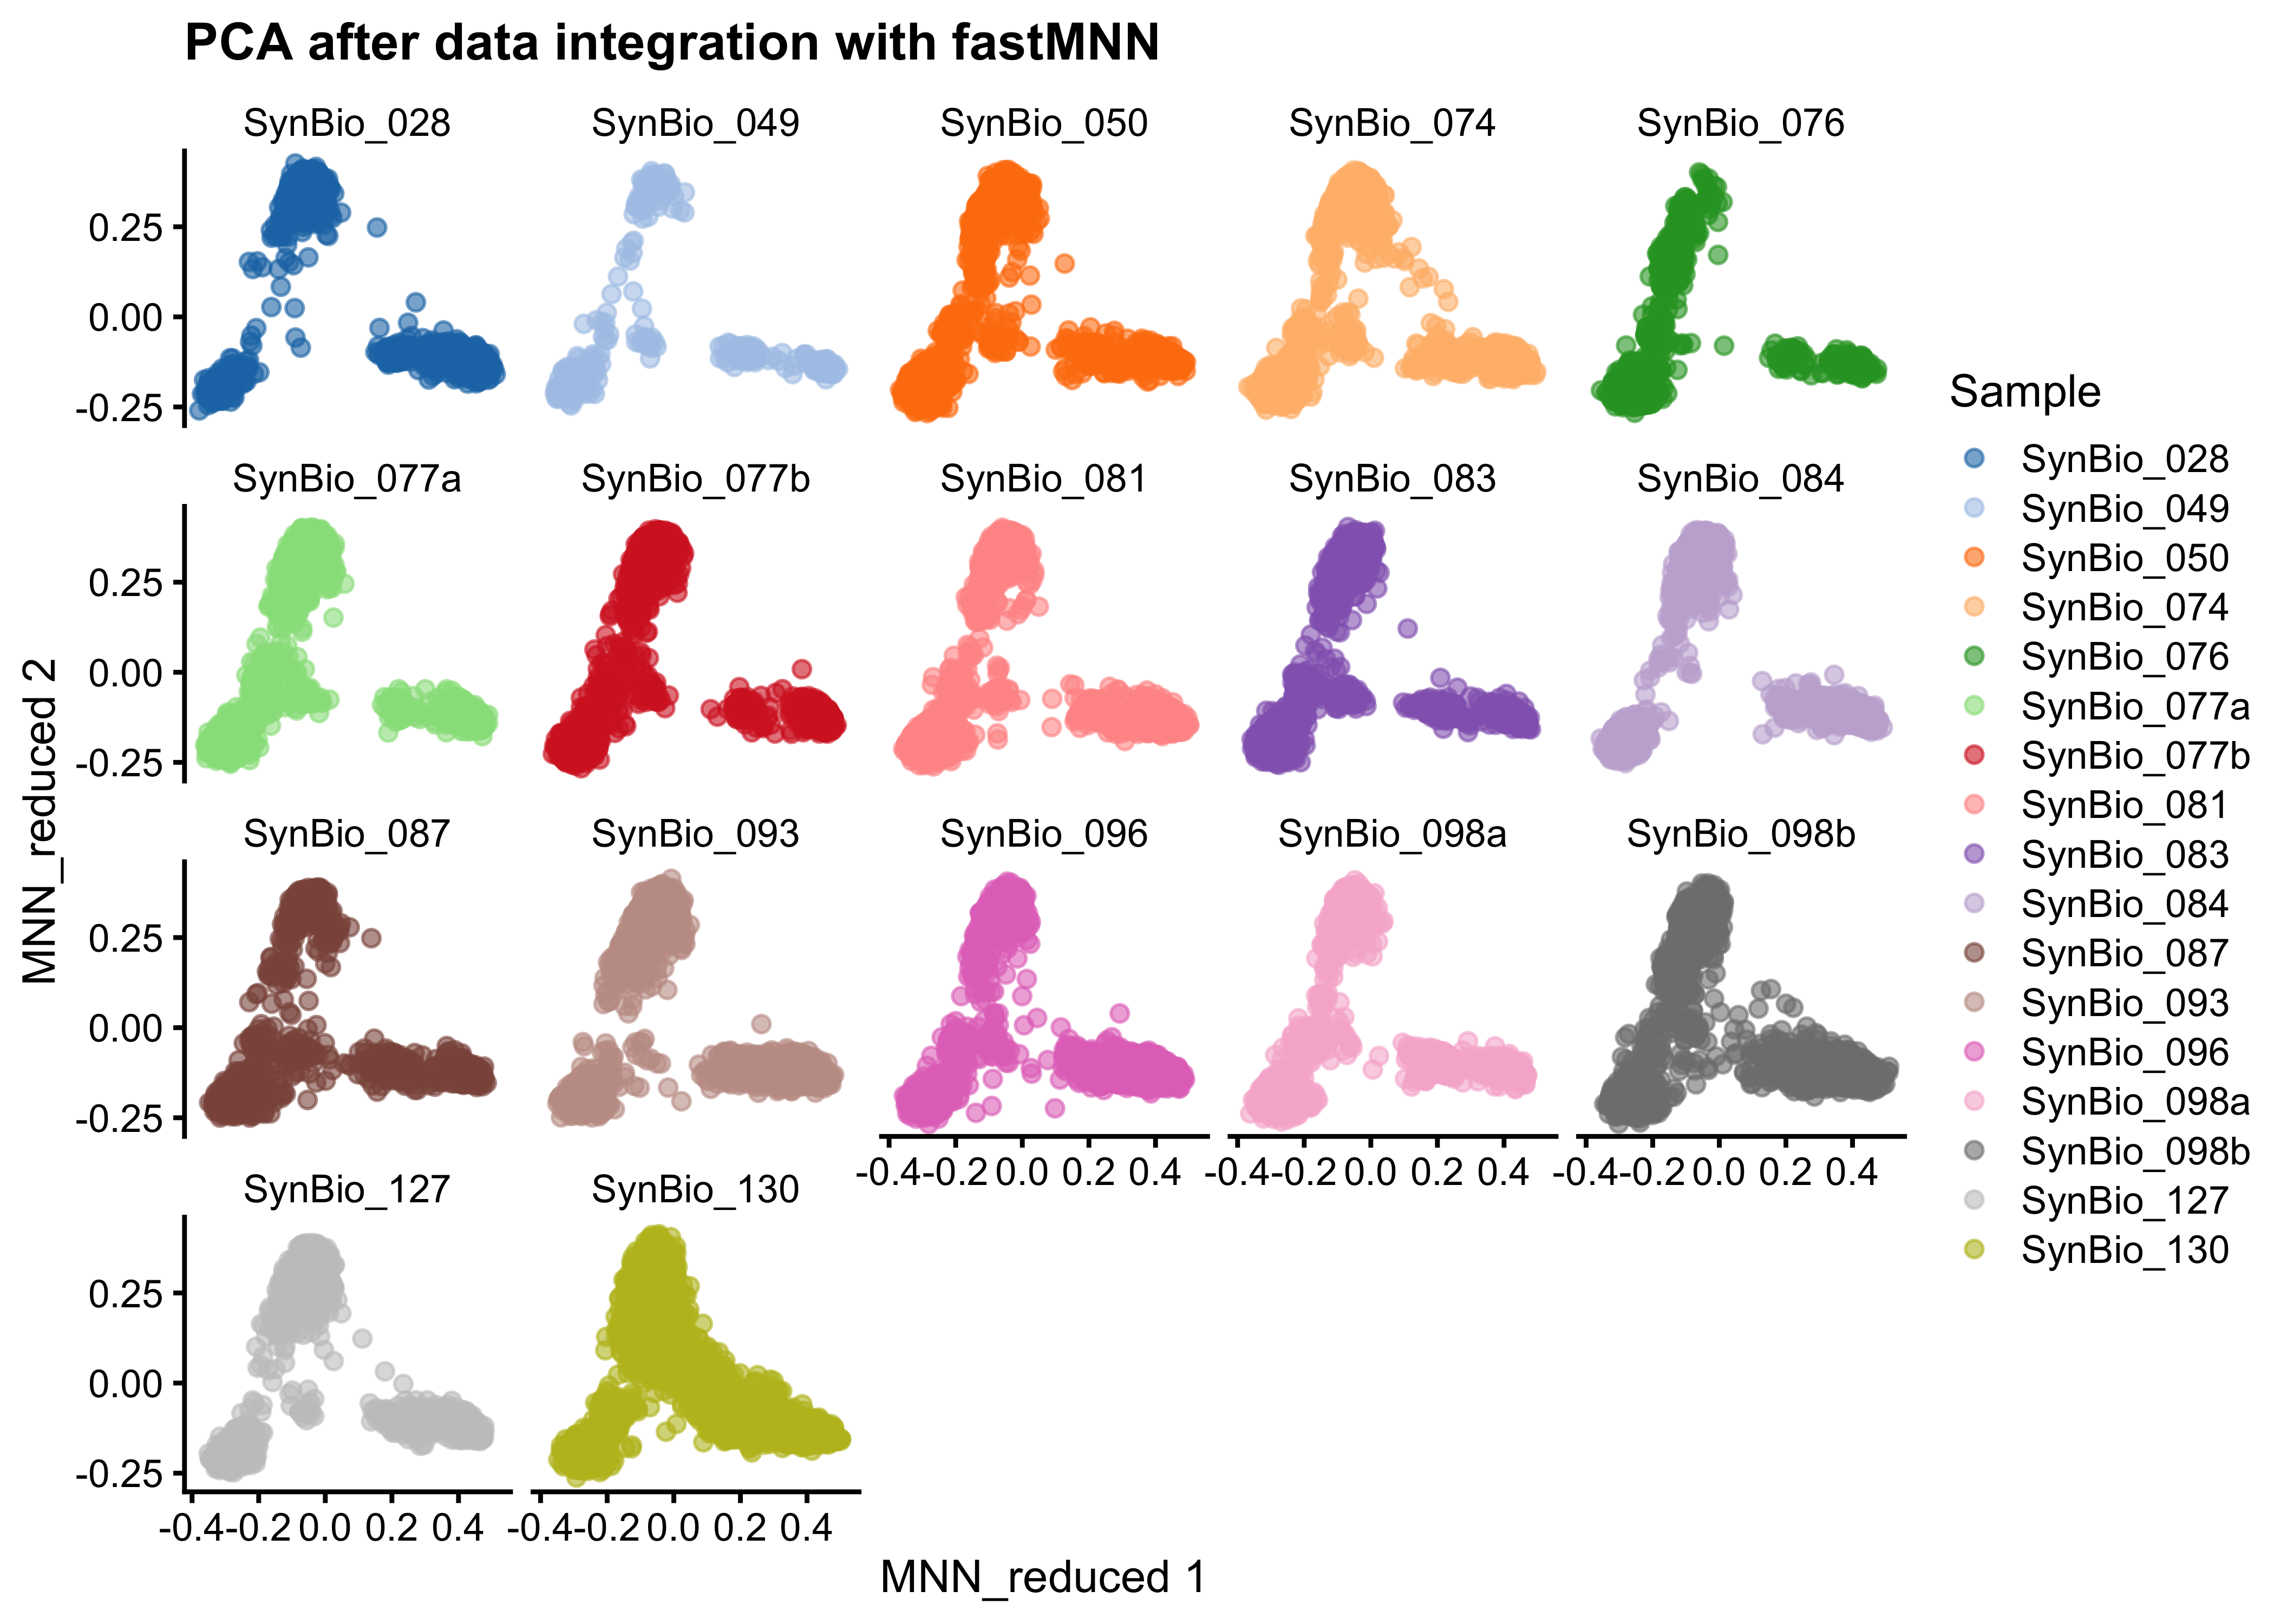 PCA after data integration with fastMNN
SynBio_028 SynBio_049 SynBio_050 SynBio_074 SynBio_076
0.25
0.00
-0.25
SynBio_077a SynBio_077b SynBio_081 SynBio_083 SynBio_084
0.25
0.00
-0.25
SynBio_087 SynBio_093 SynBio_096 SynBio_098a SynBio_098b
0.25
0.00
-0.25
-0.4 -0.2 0.0 0.2 0.4 -0.4 -0.2 0.0 0.2 0.4 -0.4 -0.2 0.0 0.2 0.4
SynBio_127 SynBio_130
0.25
0.00
-0.25
-0.4 -0.2 0.0 0.2 0.4 -0.4 -0.2 0.0 0.2 0.4
MNN_reduced 1
MNN_reduced 2
Sample
SynBio_028
SynBio_049
SynBio_050
SynBio_074
SynBio_076
SynBio_077a
SynBio_077b
SynBio_081
SynBio_083
SynBio_084
SynBio_087
SynBio_093
SynBio_096
SynBio_098a
SynBio_098b
SynBio_127
SynBio_130